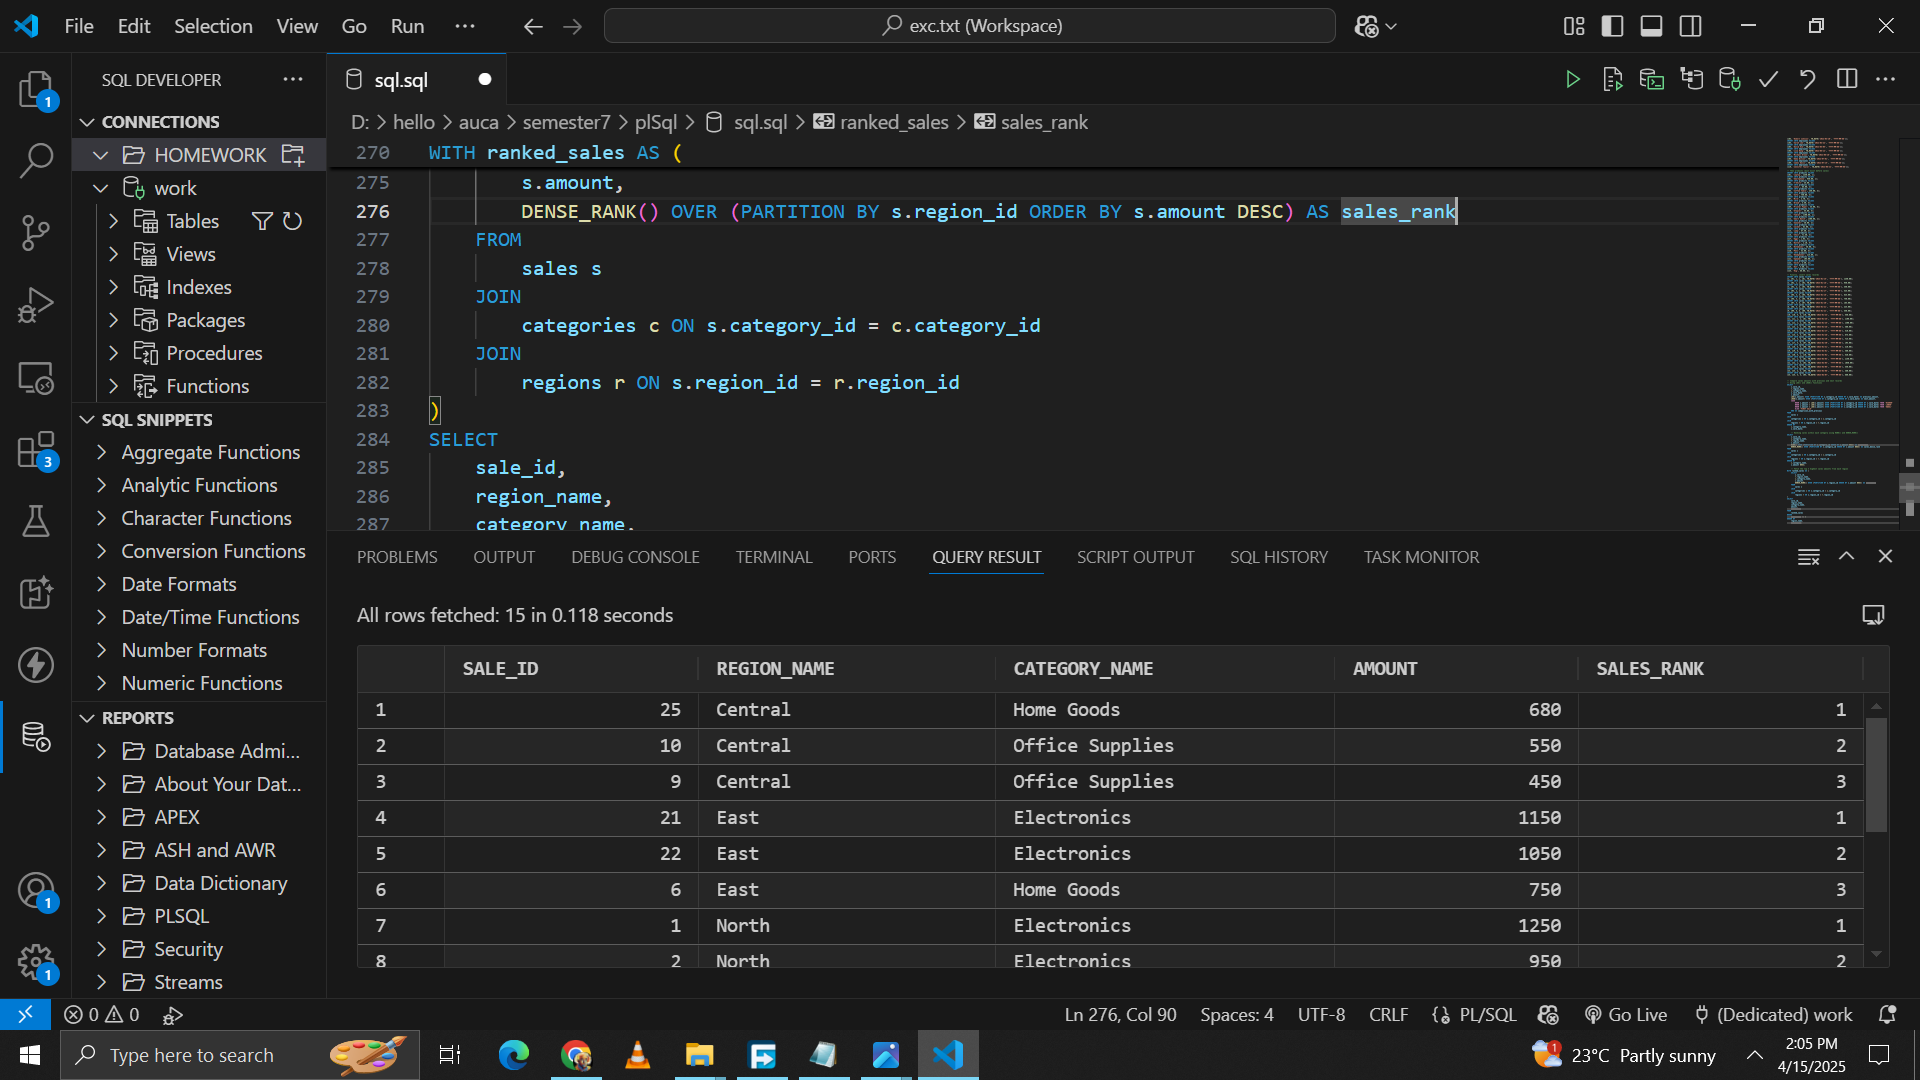 File Edit Selection View Go Run ···
exc.txt (Workspace)
SQL DEVELOPER ···
CONNECTIONS
HOMEWORK
work
Tables
Views
Indexes
Packages
Procedures
Functions
SQL SNIPPETS
Aggregate Functions
Analytic Functions
Character Functions
Conversion Functions
Date Formats
Date/Time Functions
Number Formats
Numeric Functions
REPORTS
Database Admi...
About Your Dat...
APEX
ASH and AWR
Data Dictionary
PLSQL
Security
Streams
1
3
1
1
sql.sql
D: > hello > auca > semester7 > plSql > sql.sql > ranked_sales > sales_rank
270 WITH ranked_sales AS (
275 s.amount,
276 DENSE_RANK() OVER (PARTITION BY s.region_id ORDER BY s.amount DESC) AS sales_rank
277 FROM
278 sales s
279 JOIN
280 categories c ON s.category_id = c.category_id
281 JOIN
282 regions r ON s.region_id = r.region_id
283 )
284 SELECT
285 sale_id,
286 region_name,
287 category_name,
PROBLEMS OUTPUT DEBUG CONSOLE TERMINAL PORTS QUERY RESULT SCRIPT OUTPUT SQL HISTORY TASK MONITOR
All rows fetched: 15 in 0.118 seconds
SALE_ID REGION_NAME CATEGORY_NAME AMOUNT SALES_RANK
1 25 Central Home Goods 680 1
2 10 Central Office Supplies 550 2
3 9 Central Office Supplies 450 3
4 21 East Electronics 1150 1
5 22 East Electronics 1050 2
6 6 East Home Goods 750 3
7 1 North Electronics 1250 1
8 2 North Electronics 950 2
0 0 Ln 276, Col 90 Spaces: 4 UTF-8 CRLF PL/SQL Go Live (Dedicated) work
Type here to search
1
23°C Partly sunny
2:05 PM
4/15/2025